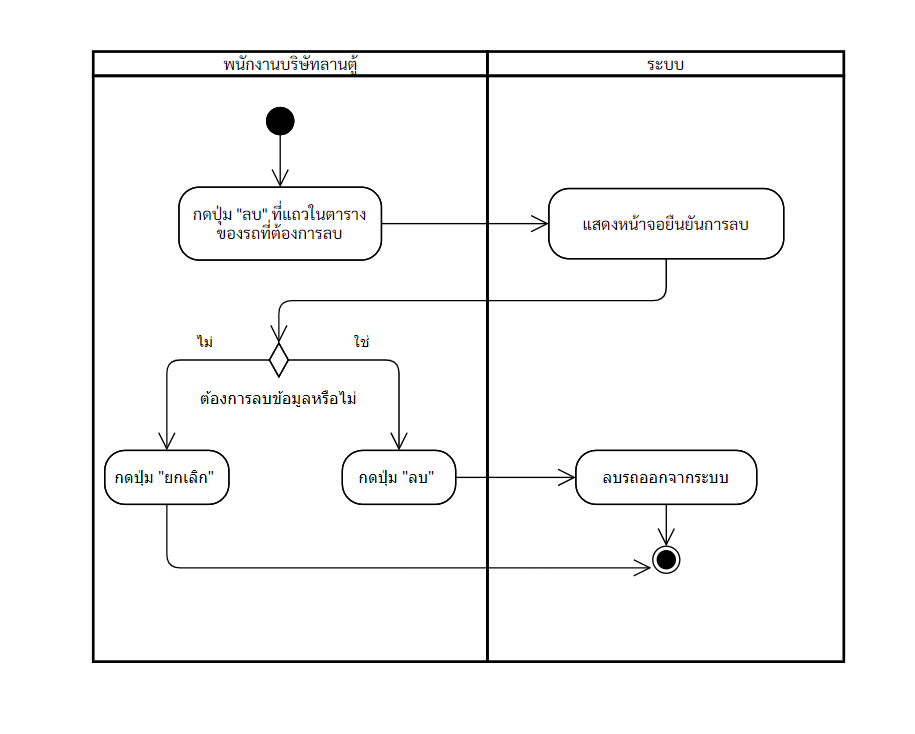 พนักงานบริษัทลานตู้
ระบบ
กดปุ่ม "ลบ" ที่แถวในตาราง
ของรถที่ต้องการลบ
แสดงหน้าจอยืนยันการลบ
ไม่
ใช่
ต้องการลบข้อมูลหรือไม่
กดปุ่ม "ยกเลิก"
กดปุ่ม "ลบ"
ลบรถออกจากระบบ